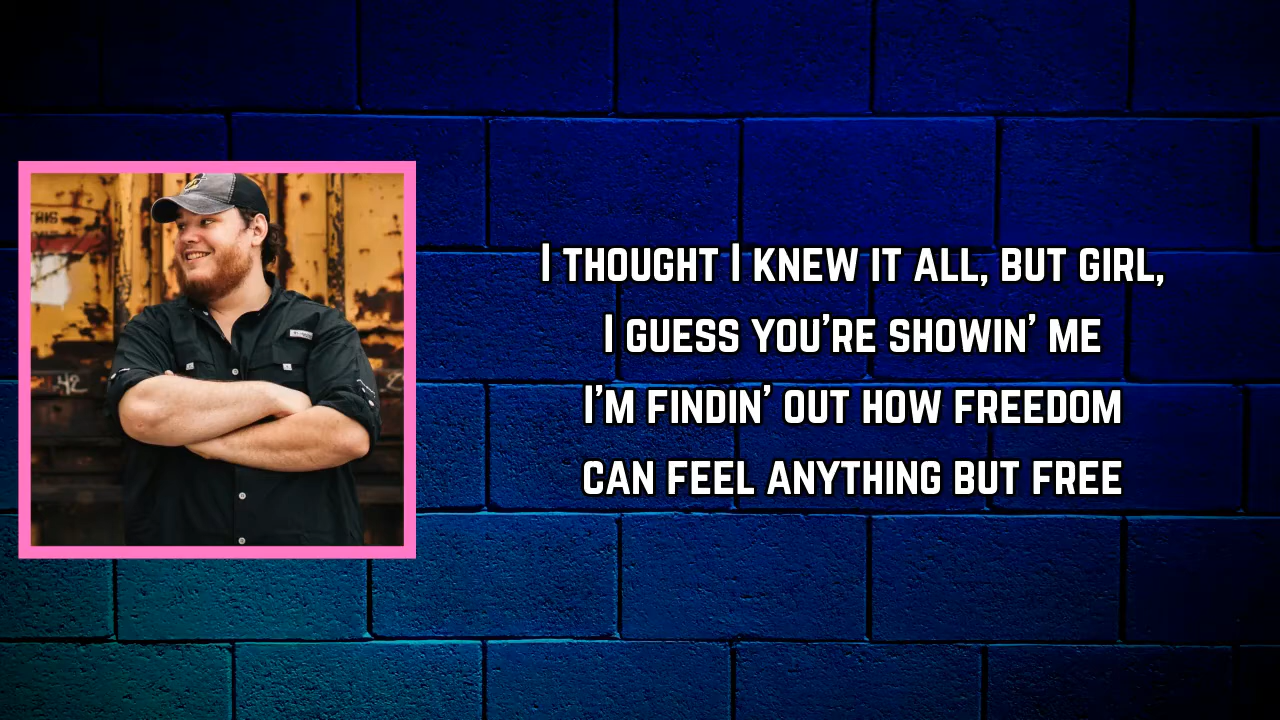 I THOUGHT I KNEW IT ALL, BUT GIRL,
I GUESS YOU'RE SHOWIN' ME
I'M FINDIN' OUT HOW FREEDOM
CAN FEEL ANYTHING BUT FREE
42